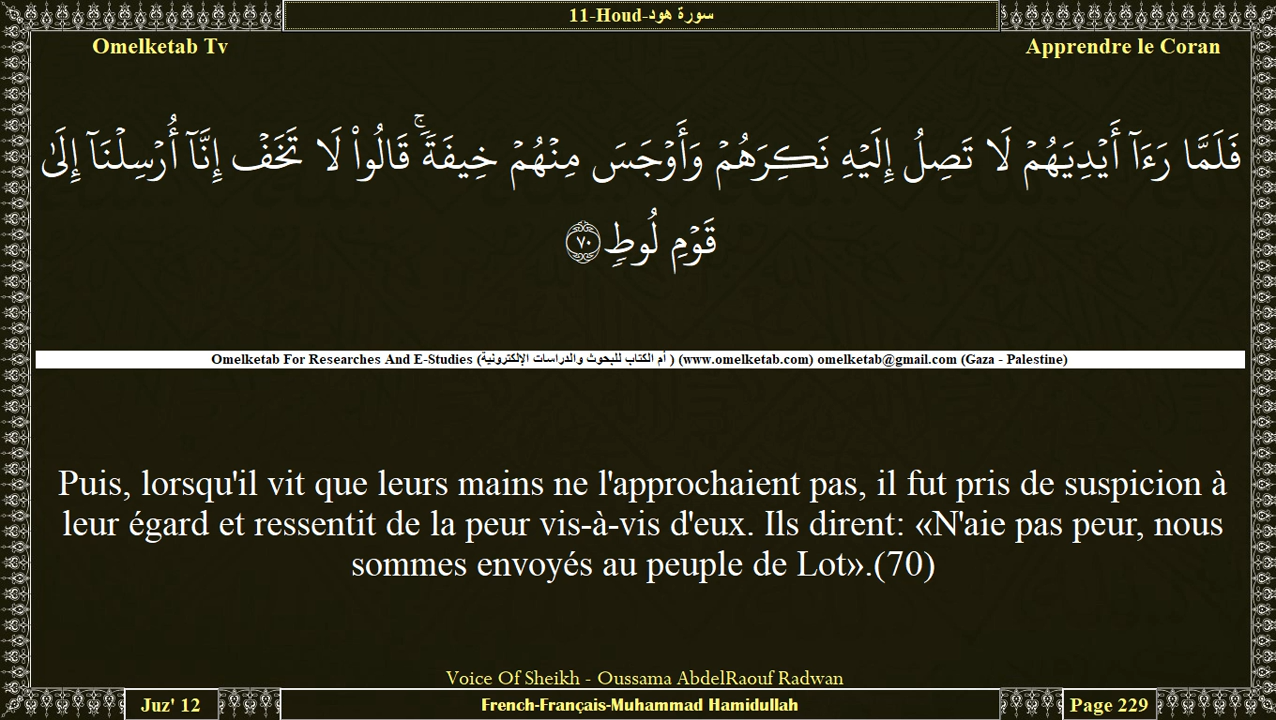 11-Houd-سورة هود
Omelketab Tv
Apprendre le Coran
فَلَمَّا رَءَآ أَيۡدِيَهُمۡ لَا تَصِلُ إِلَيۡهِ نَكِرَهُمۡ وَأَوۡجَسَ مِنۡهُمۡ خِيفَةٗۚ قَالُواْ لَا تَخَفۡ إِنَّآ أُرۡسِلۡنَآ إِلَىٰ
قَوۡمِ لُوطٖ ٧٠
Omelketab For Researches And E-Studies (أم الكتاب للبحوث والدراسات الإلكترونية ) (www.omelketab.com) omelketab@gmail.com (Gaza - Palestine)
Puis, lorsqu'il vit que leurs mains ne l'approchaient pas, il fut pris de suspicion à
leur égard et ressentit de la peur vis-à-vis d'eux. Ils dirent: «N'aie pas peur, nous
sommes envoyés au peuple de Lot».(70)
Voice Of Sheikh - Oussama AbdelRaouf Radwan
Juz' 12
French-Français-Muhammad Hamidullah
Page 229